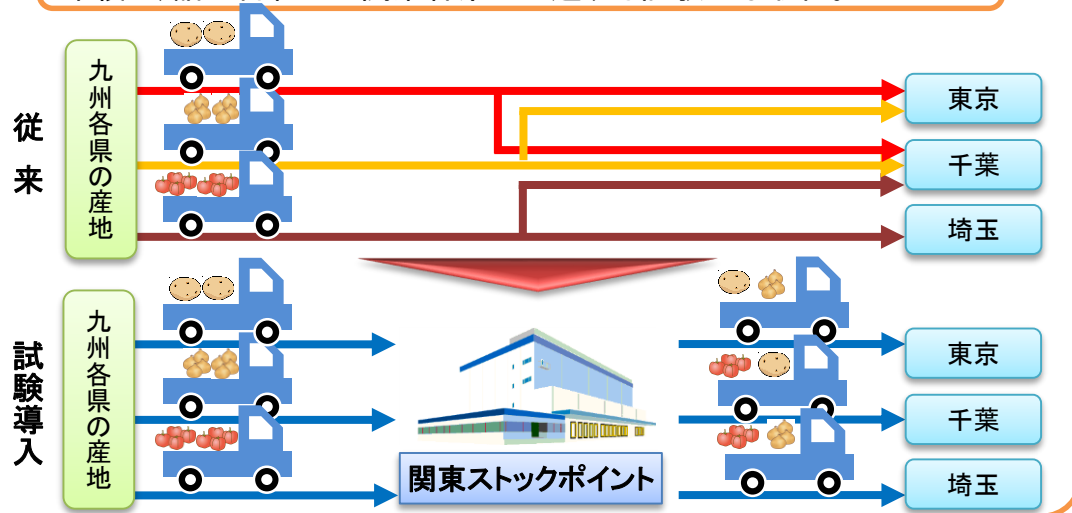 従来
九州各県の産地
東京
千葉
埼玉
試験導入
九州各県の産地
関東ストックポイント
東京
千葉
埼玉